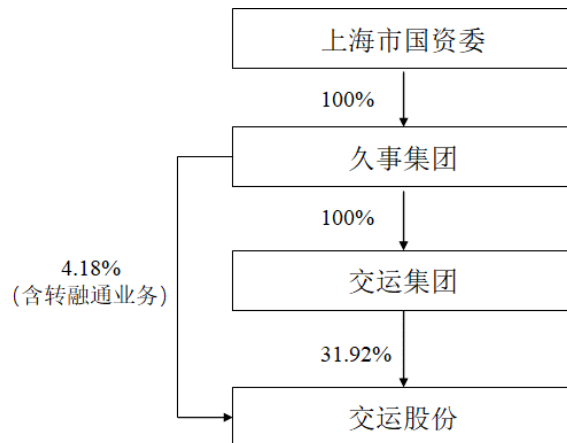 上海市国资委
100%
久事集团
100%
4.18%
（含转融通业务）
交运集团
31.92%
交运股份